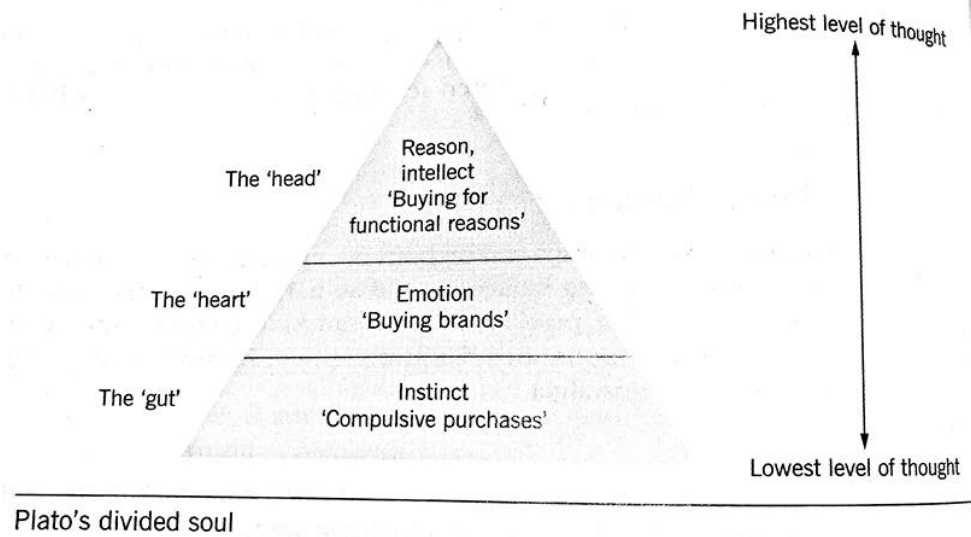 Highest level of thought
The 'head'
Reason,
intellect
'Buying for
functional reasons'
The 'heart'
Emotion
'Buying brands'
The 'gut'
Instinct
'Compulsive purchases'
Lowest level of thought
Plato's divided soul